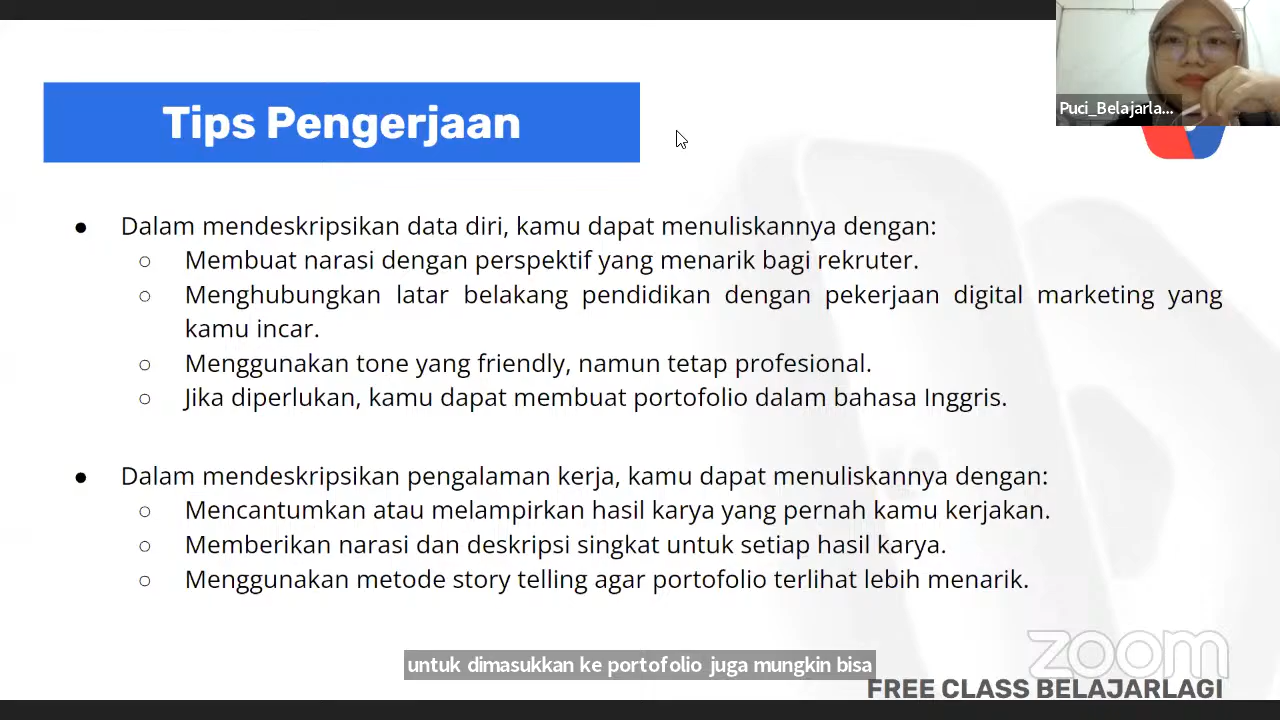 Puci_Belajarla...
Tips Pengerjaan
● Dalam mendeskripsikan data diri, kamu dapat menuliskannya dengan:
○ Membuat narasi dengan perspektif yang menarik bagi rekruter.
○ Menghubungkan latar belakang pendidikan dengan pekerjaan digital marketing yang
kamu incar.
○ Menggunakan tone yang friendly, namun tetap profesional.
○ Jika diperlukan, kamu dapat membuat portofolio dalam bahasa Inggris.
● Dalam mendeskripsikan pengalaman kerja, kamu dapat menuliskannya dengan:
○ Mencantumkan atau melampirkan hasil karya yang pernah kamu kerjakan.
○ Memberikan narasi dan deskripsi singkat untuk setiap hasil karya.
○ Menggunakan metode story telling agar portofolio terlihat lebih menarik.
zoom
untuk dimasukkan ke portofolio juga mungkin bisa
FREE CLASS BELAJARLAGI